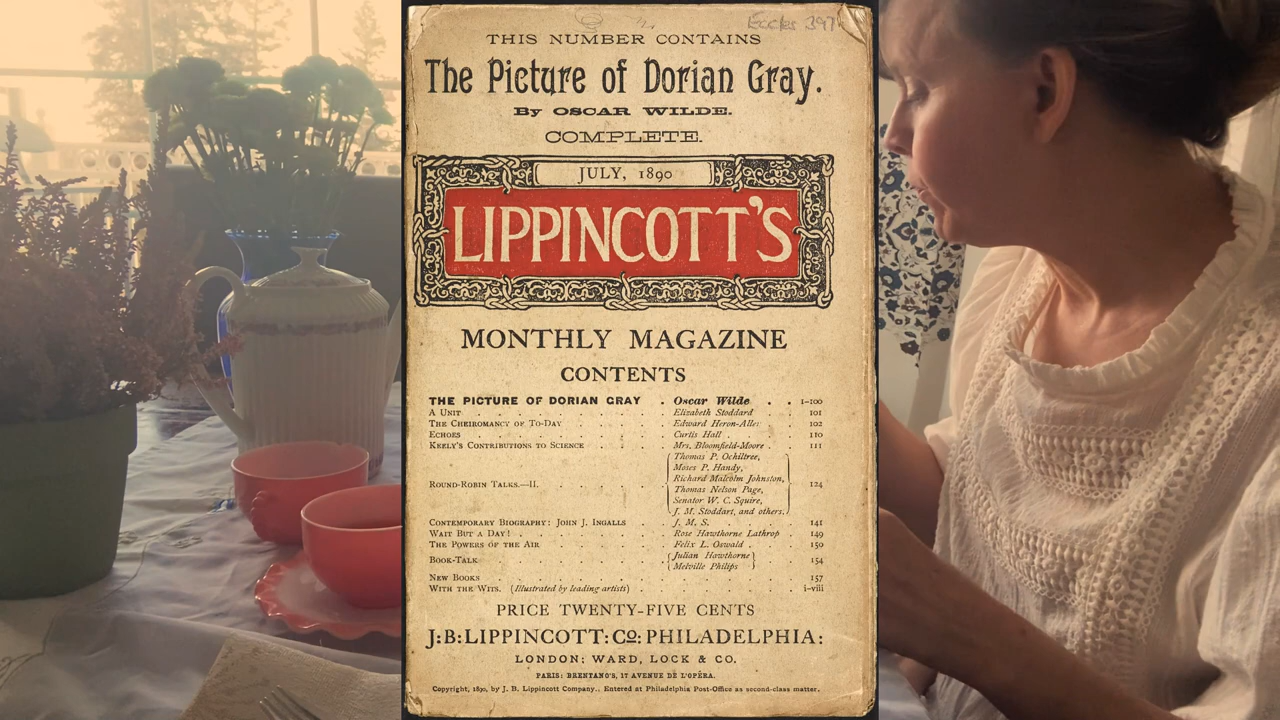 Eccles 397
THIS NUMBER CONTAINS
The Picture of Dorian Gray.
By OSCAR WILDE.
COMPLETE.
JULY, 1890
LIPPINCOTT'S
MONTHLY MAGAZINE
CONTENTS
THE PICTURE OF DORIAN GRAY . Oscar Wilde . . 1–100
A Unit . . . . . . . . Elizabeth Stoddard . 101
The Cheiromancy of To-Day . . . . Edward Heron-Allen . 102
Echoes . . . . . . . . Curtis Hall . . 110
Keely's Contributions to Science . . . Mrs. Bloomfield-Moore . 111
Thomas P. Ochiltree,
Moses P. Handy,
Richard Malcolm Johnston,
Round-Robin Talks.—II. . . . . . Thomas Nelson Page, 124
Senator W. C. Squire,
J. M. Stoddart, and others.
Contemporary Biography: John J. Ingalls . J. M. S. . . . 141
Wait But a Day! . . . . . . Rose Hawthorne Lathrop . 149
The Powers of the Air . . . . . Felix L. Oswald . . 150
Book-Talk . . . . . . . { Julian Hawthorne } 154
Melville Philips
New Books . . . . . . . . . . 157
With the Wits. (Illustrated by leading artists) . . . . . . i–viii
PRICE TWENTY-FIVE CENTS
J:B:LIPPINCOTT:Co:PHILADELPHIA:
LONDON: WARD, LOCK & CO.
PARIS: BRENTANO'S, 17 AVENUE DE L'OPÉRA.
Copyright, 1890, by J. B. Lippincott Company. Entered at Philadelphia Post-Office as second-class matter.